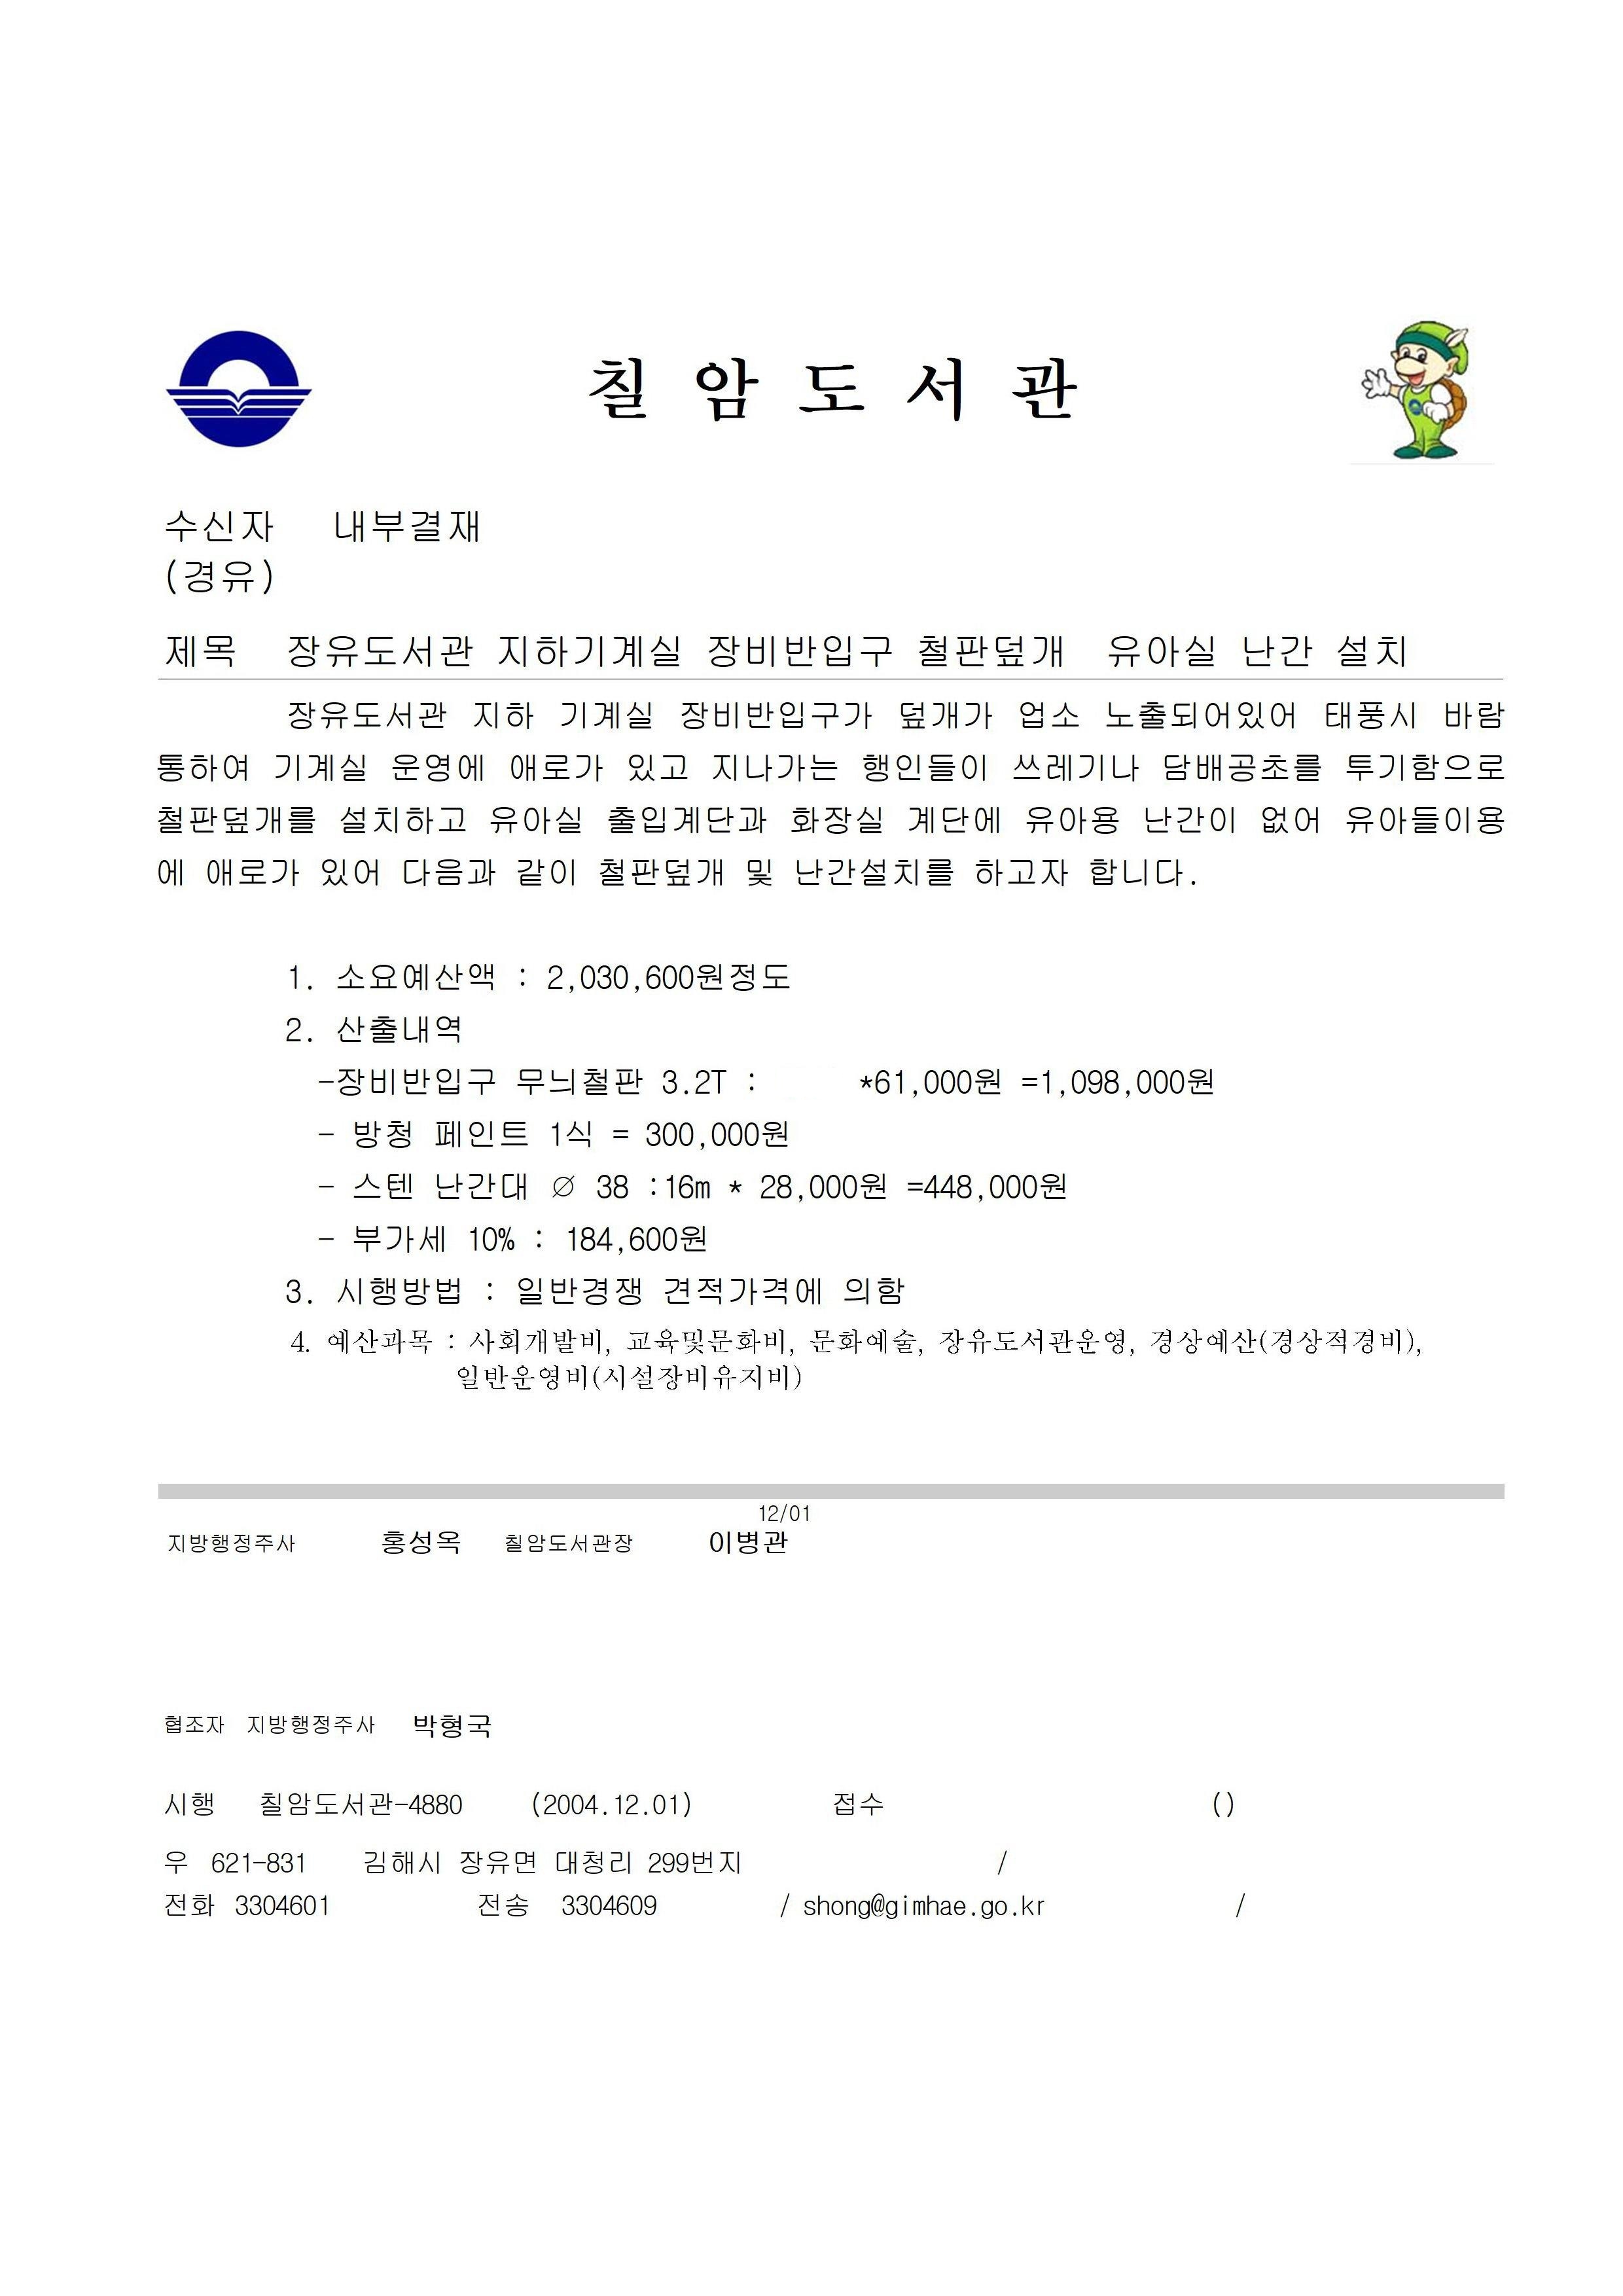 칠 암 도 서 관
수신자 내부결재
(경유)
제목 장유도서관 지하기계실 장비반입구 철판덮개 유아실 난간 설치
장유도서관 지하 기계실 장비반입구가 덮개가 업소 노출되어있어 태풍시 바람
통하여 기계실 운영에 애로가 있고 지나가는 행인들이 쓰레기나 담배공초를 투기함으로
철판덮개를 설치하고 유아실 출입계단과 화장실 계단에 유아용 난간이 없어 유아들이용
에 애로가 있어 다음과 같이 철판덮개 및 난간설치를 하고자 합니다.
1. 소요예산액 : 2,030,600원정도
2. 산출내역
-장비반입구 무늬철판 3.2T : *61,000원 =1,098,000원
- 방청 페인트 1식 = 300,000원
- 스텐 난간대 ∅ 38 :16m * 28,000원 =448,000원
- 부가세 10% : 184,600원
3. 시행방법 : 일반경쟁 견적가격에 의함
4. 예산과목 : 사회개발비, 교육및문화비, 문화예술, 장유도서관운영, 경상예산(경상적경비),
일반운영비(시설장비유지비)
12/01
지방행정주사 홍성옥 칠암도서관장 이병관
협조자 지방행정주사 박형국
시행 칠암도서관-4880 (2004.12.01) 접수 ()
우 621-831 김해시 장유면 대청리 299번지 /
전화 3304601 전송 3304609 / shong@gimhae.go.kr /